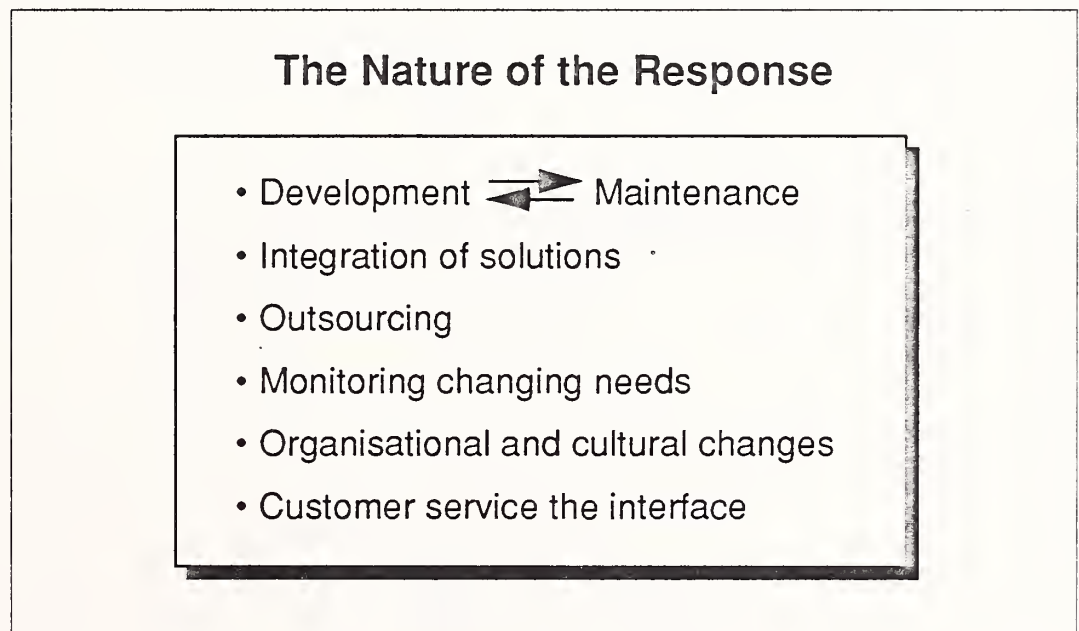 The Nature of the Response
• Development ⇄ Maintenance
• Integration of solutions
• Outsourcing
• Monitoring changing needs
• Organisational and cultural changes
• Customer service the interface